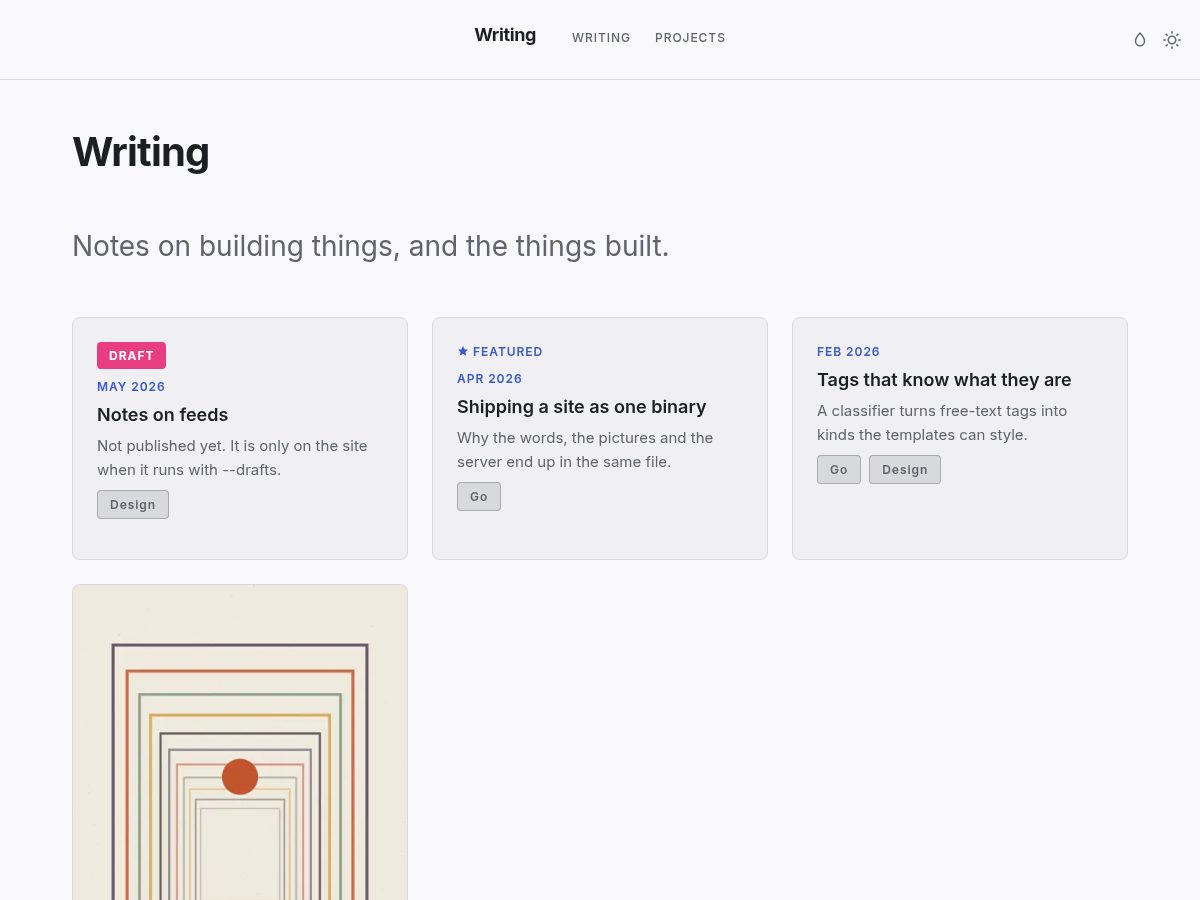 Writing WRITING PROJECTS
Writing
Notes on building things, and the things built.
DRAFT
MAY 2026
Notes on feeds
Not published yet. It is only on the site
when it runs with --drafts.
Design
FEATURED
APR 2026
Shipping a site as one binary
Why the words, the pictures and the
server end up in the same file.
Go
FEB 2026
Tags that know what they are
A classifier turns free-text tags into
kinds the templates can style.
Go Design